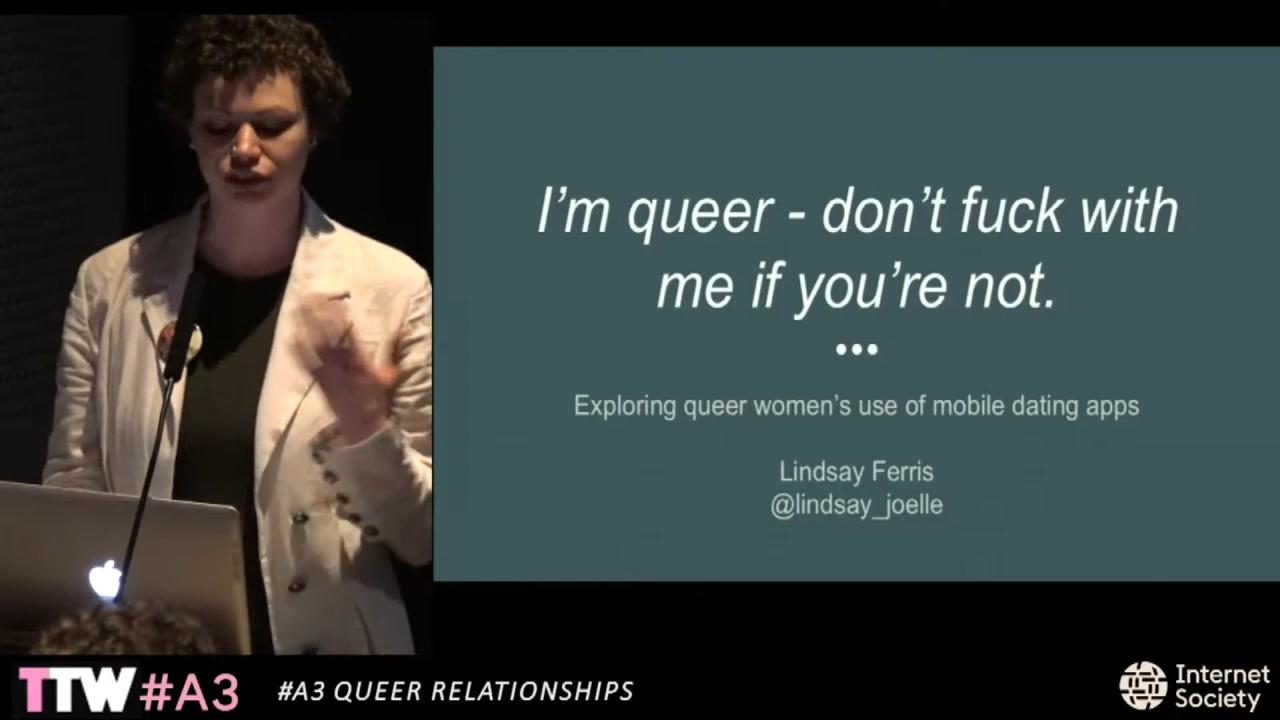 I'm queer - don't fuck with
me if you're not.
Exploring queer women's use of mobile dating apps
Lindsay Ferris
@lindsay_joelle
TTW #A3
#A3 QUEER RELATIONSHIPS
Internet
Society